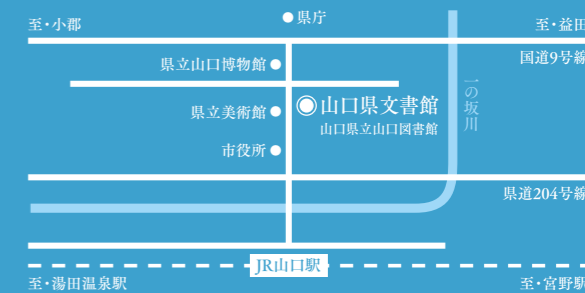 県庁
至・小郡
至・益田
国道9号線
県立山口博物館
一の坂川
県立美術館
山口県文書館
山口県立山口図書館
市役所
県道204号線
JR山口駅
至・湯田温泉駅
至・宮野駅